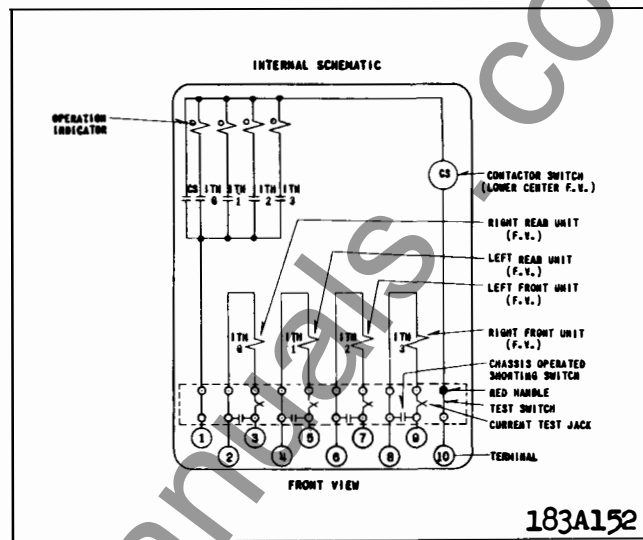 INTERNAL SCHEMATIC
OPERATION
INDICATOR
CS
CONTACTOR SWITCH
(LOWER CENTER F.V.)
CS ITH ITH ITH ITH
G 1 2 3
RIGHT REAR UNIT
(F.V.)
LEFT REAR UNIT
(F.V.)
LEFT FRONT UNIT
(F.V.)
ITH
G
ITH
1
ITH
2
ITH
3
RIGHT FRONT UNIT
(F.V.)
CHASSIS OPERATED
SHORTING SWITCH
RED HANDLE
TEST SWITCH
CURRENT TEST JACK
1 3 5 7 9
2 4 6 8 10
TERMINAL
FRONT VIEW
183A152